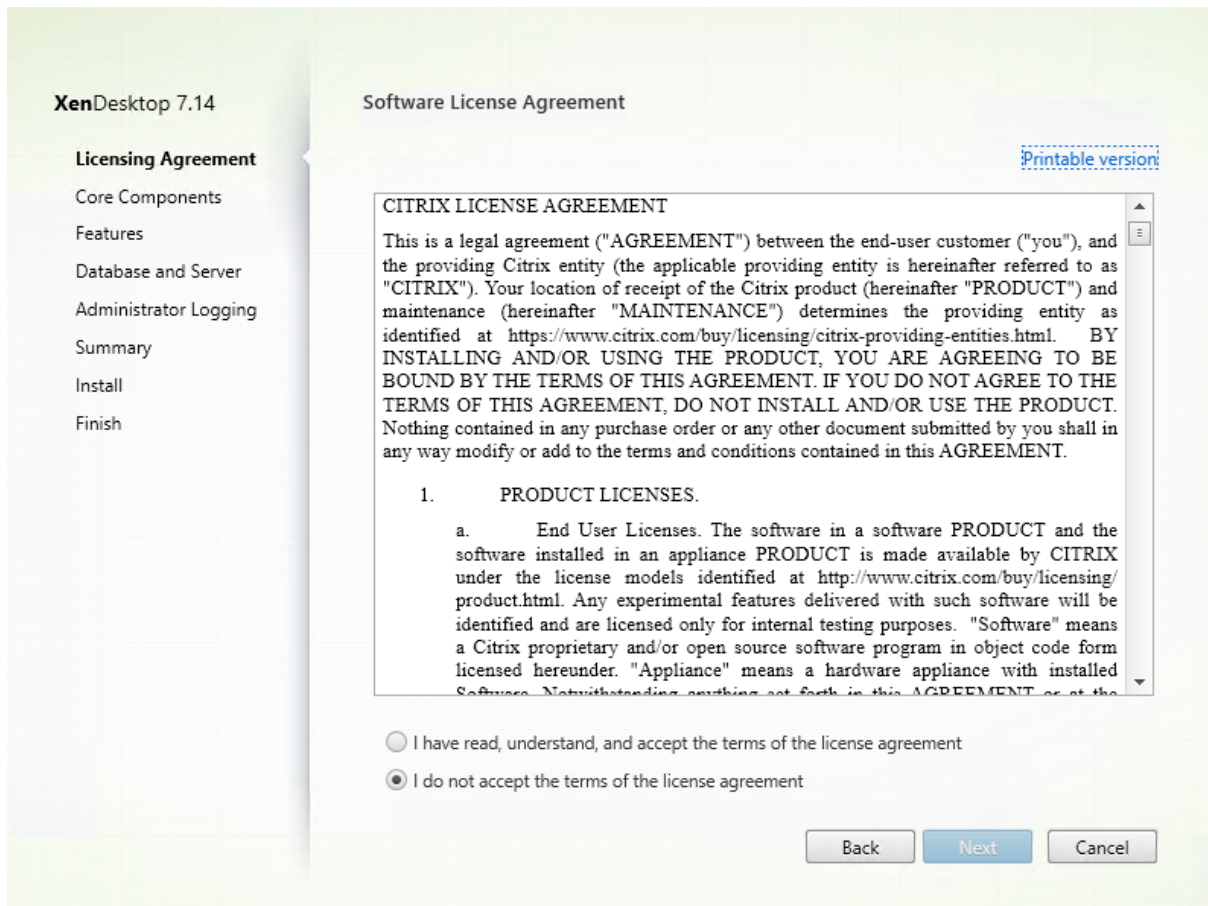 XenDesktop 7.14
Licensing Agreement
Core Components
Features
Database and Server
Administrator Logging
Summary
Install
Finish
Software License Agreement
Printable version
CITRIX LICENSE AGREEMENT
This is a legal agreement ("AGREEMENT") between the end-user customer ("you"), and
the providing Citrix entity (the applicable providing entity is hereinafter referred to as
"CITRIX"). Your location of receipt of the Citrix product (hereinafter "PRODUCT") and
maintenance (hereinafter "MAINTENANCE") determines the providing entity as
identified at https://www.citrix.com/buy/licensing/citrix-providing-entities.html. BY
INSTALLING AND/OR USING THE PRODUCT, YOU ARE AGREEING TO BE
BOUND BY THE TERMS OF THIS AGREEMENT. IF YOU DO NOT AGREE TO THE
TERMS OF THIS AGREEMENT, DO NOT INSTALL AND/OR USE THE PRODUCT.
Nothing contained in any purchase order or any other document submitted by you shall in
any way modify or add to the terms and conditions contained in this AGREEMENT.
1. PRODUCT LICENSES.
a. End User Licenses. The software in a software PRODUCT and the
software installed in an appliance PRODUCT is made available by CITRIX
under the license models identified at http://www.citrix.com/buy/licensing/
product.html. Any experimental features delivered with such software will be
identified and are licensed only for internal testing purposes. "Software" means
a Citrix proprietary and/or open source software program in object code form
licensed hereunder. "Appliance" means a hardware appliance with installed
Software. Notwithstanding anything set forth in this AGREEMENT or at the
I have read, understand, and accept the terms of the license agreement
I do not accept the terms of the license agreement
Back
Next
Cancel